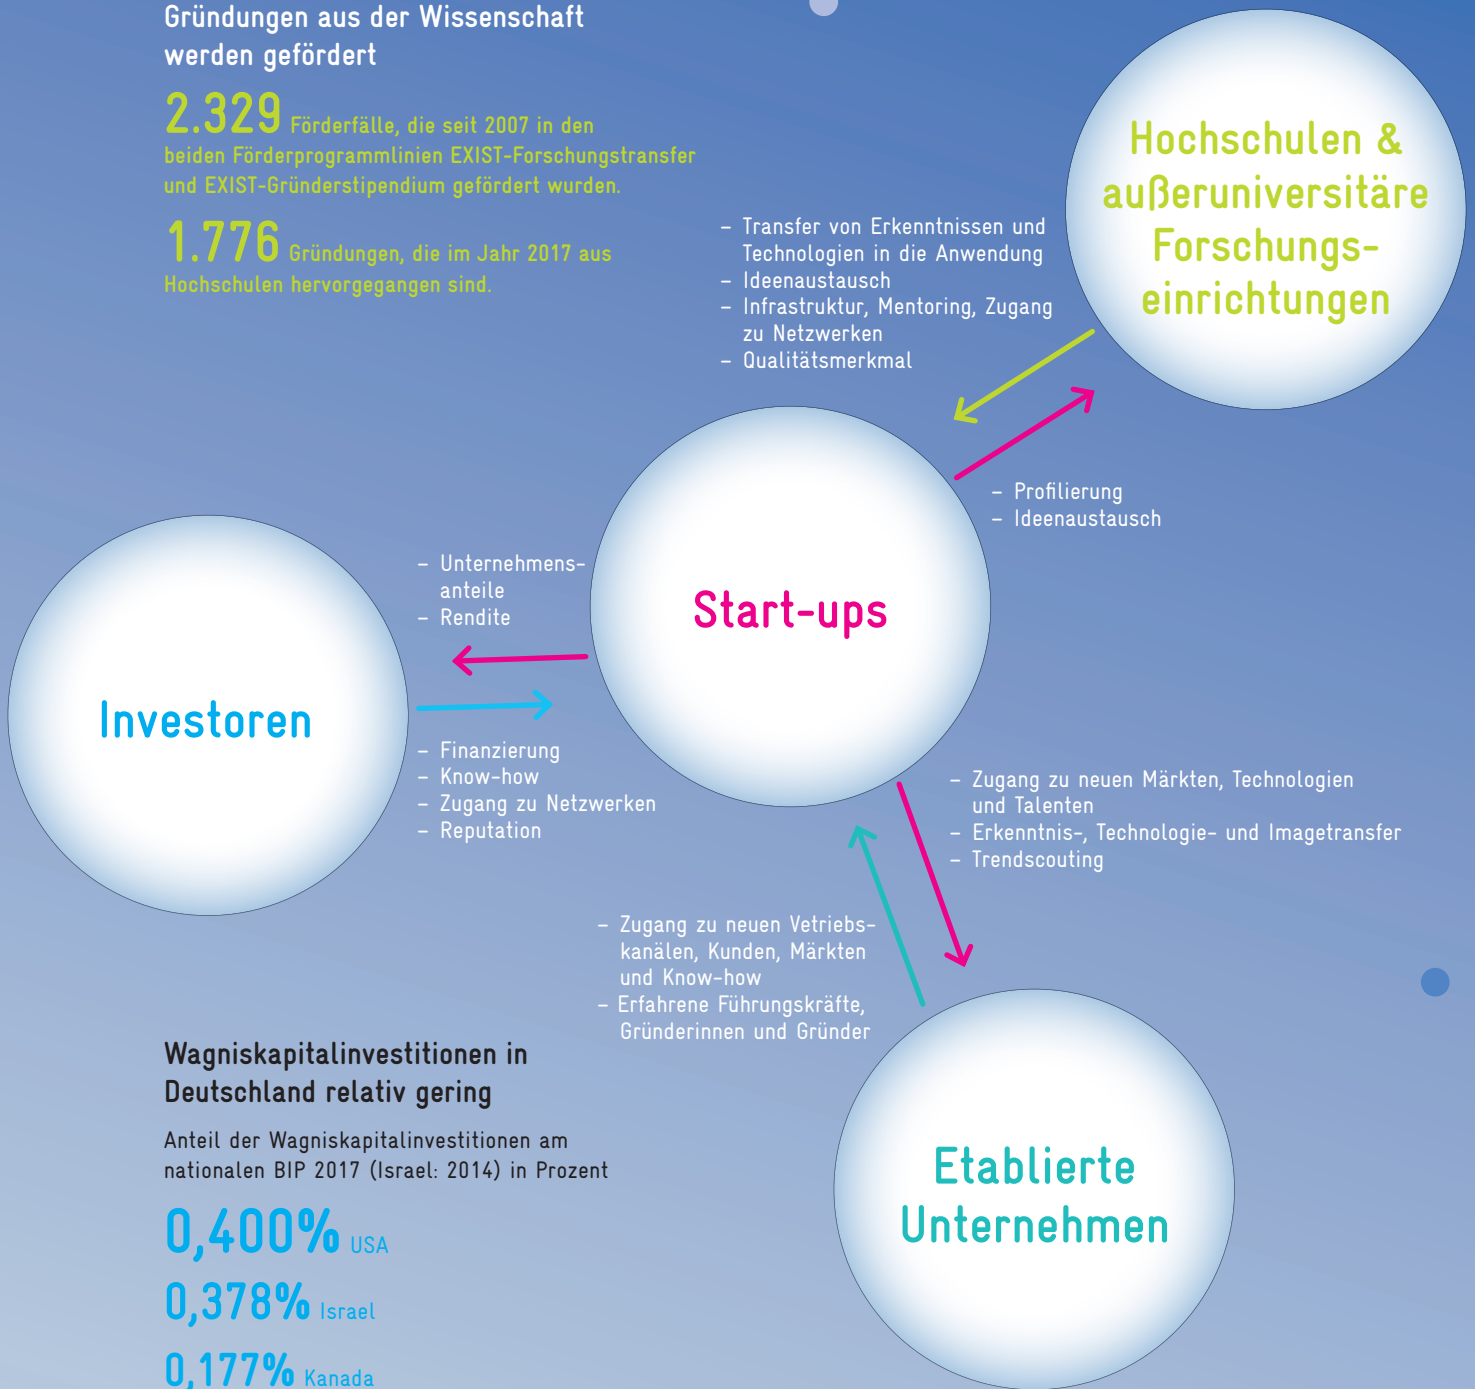 Gründungen aus der Wissenschaft
werden gefördert
2.329 Förderfälle, die seit 2007 in den
beiden Förderprogrammlinien EXIST-Forschungstransfer
und EXIST-Gründerstipendium gefördert wurden.
1.776 Gründungen, die im Jahr 2017 aus
Hochschulen hervorgegangen sind.
Hochschulen &
außeruniversitäre
Forschungs-
einrichtungen
– Transfer von Erkenntnissen und
Technologien in die Anwendung
– Ideenaustausch
– Infrastruktur, Mentoring, Zugang
zu Netzwerken
– Qualitätsmerkmal
– Profilierung
– Ideenaustausch
Start-ups
– Unternehmens-
anteile
– Rendite
Investoren
– Finanzierung
– Know-how
– Zugang zu Netzwerken
– Reputation
– Zugang zu neuen Märkten, Technologien
und Talenten
– Erkenntnis-, Technologie- und Imagetransfer
– Trendscouting
– Zugang zu neuen Vetriebs-
kanälen, Kunden, Märkten
und Know-how
– Erfahrene Führungskräfte,
Gründerinnen und Gründer
Etablierte
Unternehmen
Wagniskapitalinvestitionen in
Deutschland relativ gering
Anteil der Wagniskapitalinvestitionen am
nationalen BIP 2017 (Israel: 2014) in Prozent
0,400% USA
0,378% Israel
0,177% Kanada